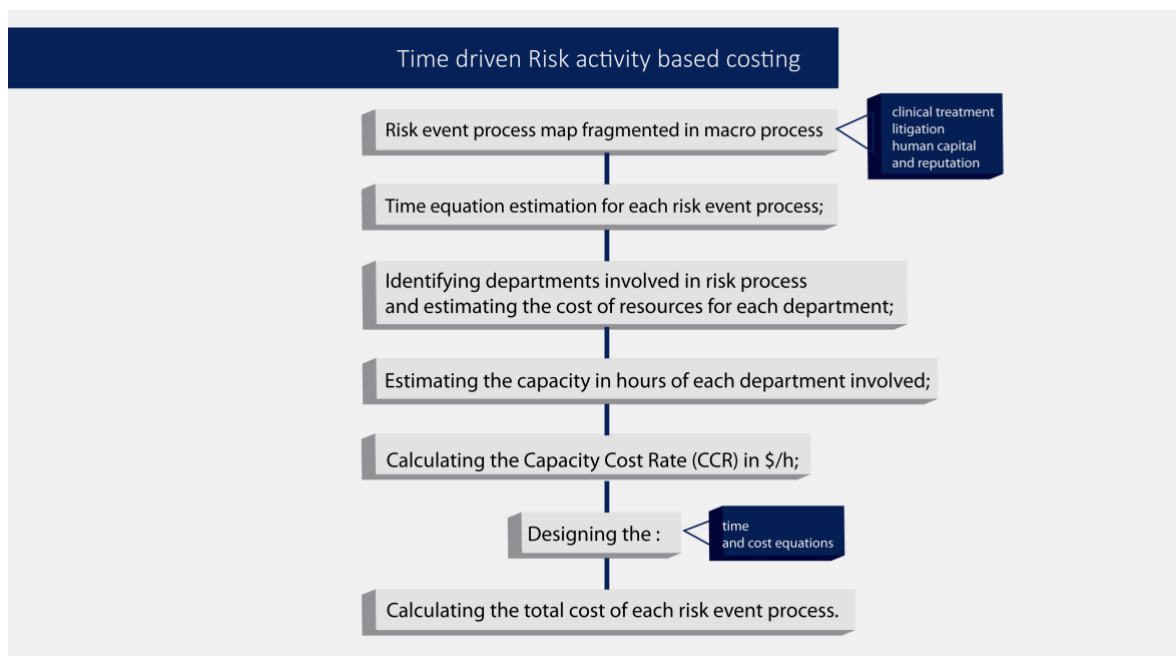 Time driven Risk activity based costing
Risk event process map fragmented in macro process
clinical treatment
litigation
human capital
and reputation
Time equation estimation for each risk event process;
Identifying departments involved in risk process
and estimating the cost of resources for each department;
Estimating the capacity in hours of each department involved;
Calculating the Capacity Cost Rate (CCR) in $/h;
Designing the :
time
and cost equations
Calculating the total cost of each risk event process.